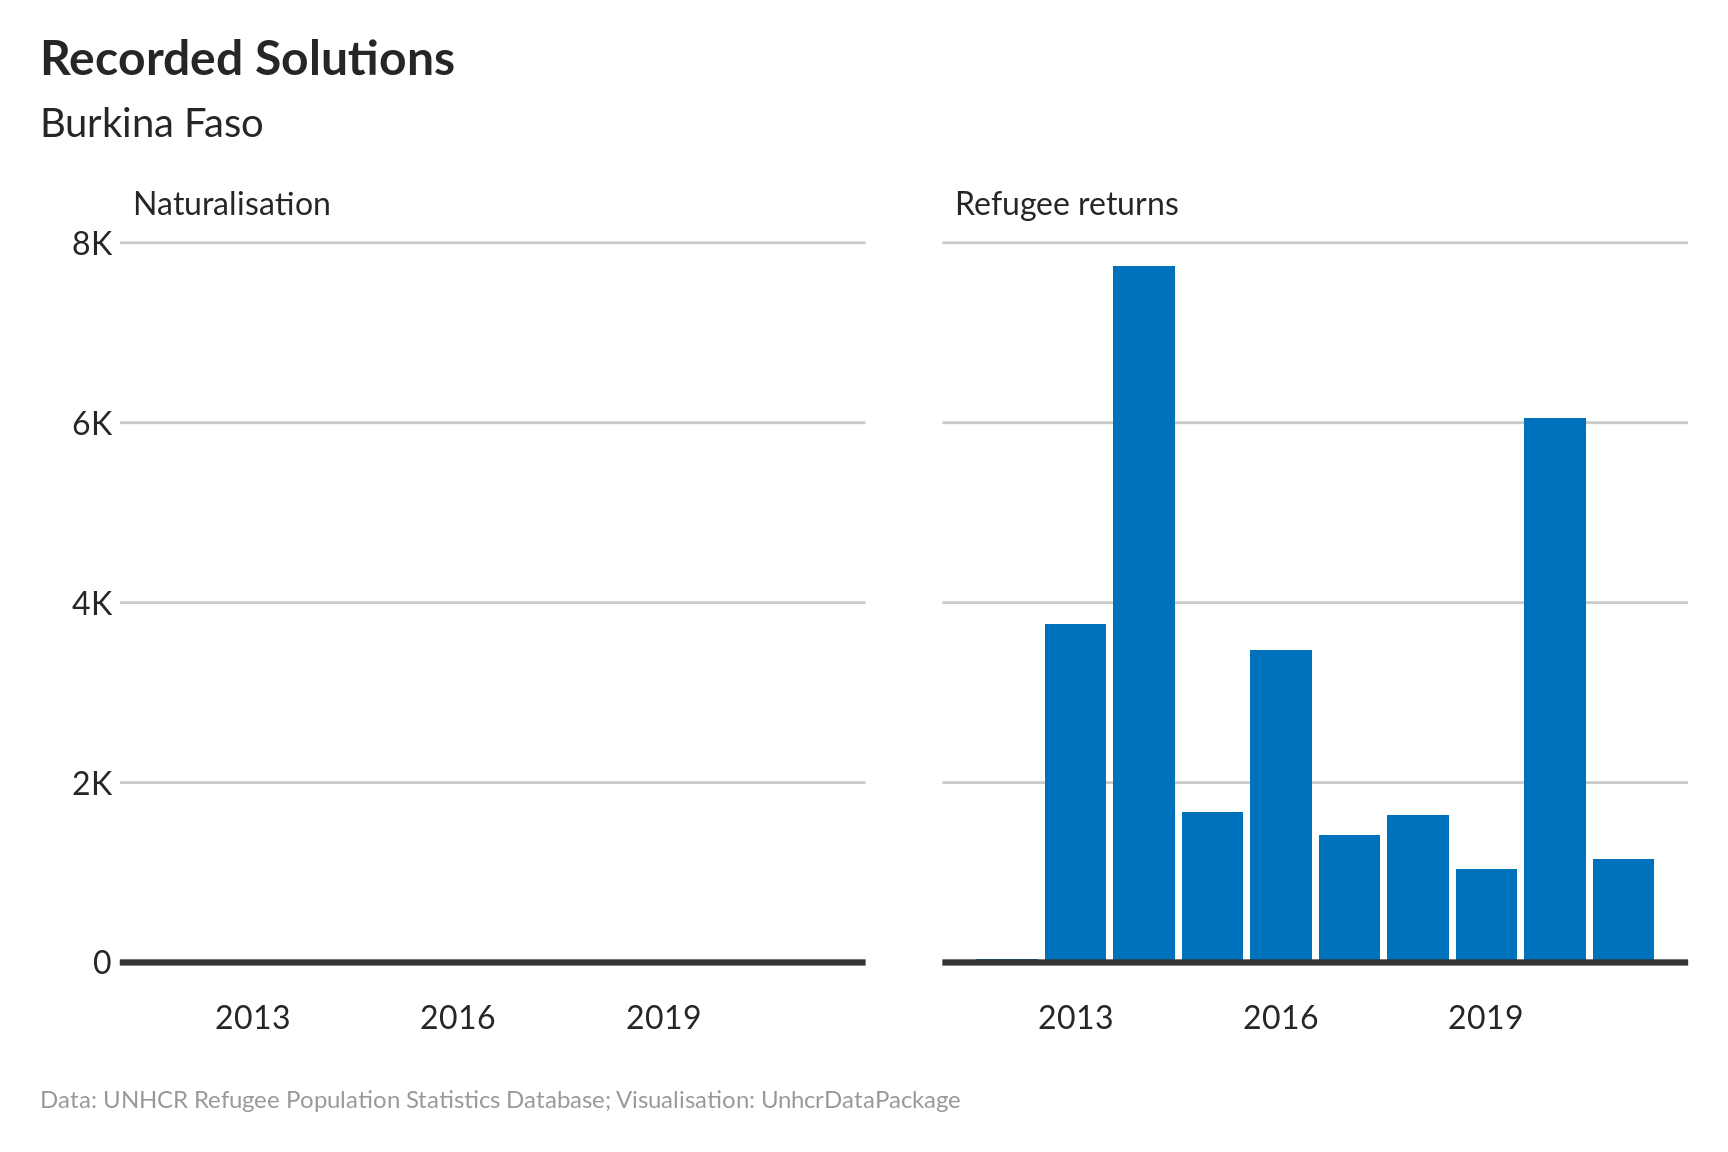 Recorded Solutions
Burkina Faso
Naturalisation
Refugee returns
8K
6K
4K
2K
0
2013 2016 2019
2013 2016 2019
Data: UNHCR Refugee Population Statistics Database; Visualisation: UnhcrDataPackage